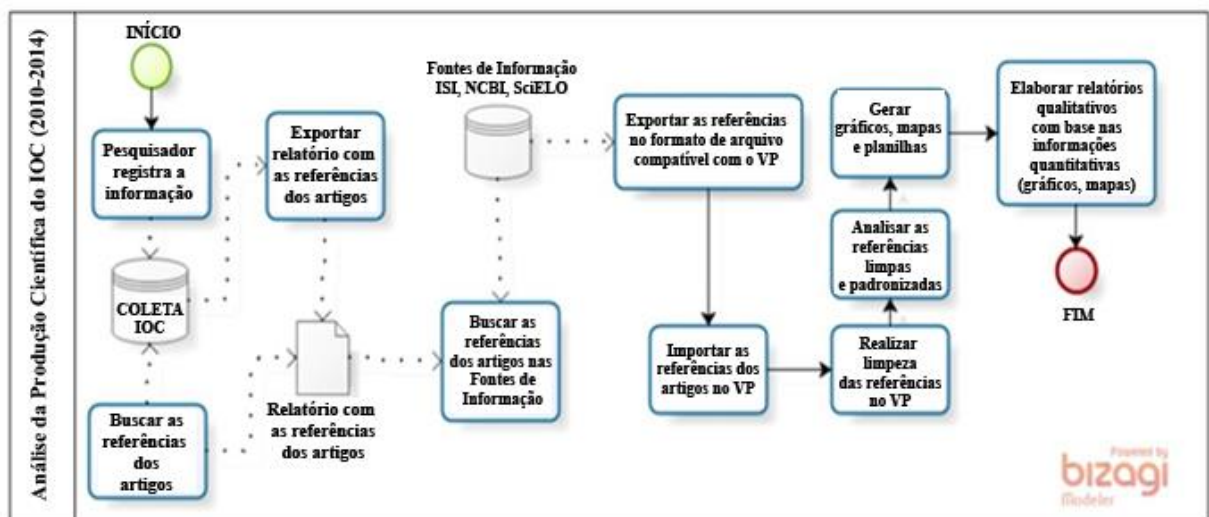 Análise da Produção Científica do IOC (2010-2014)
INÍCIO
Pesquisador
registra a
informação
COLETA
IOC
Buscar as
referências
dos
artigos
Exportar
relatório com
as referências
dos artigos
Relatório com
as referências
dos artigos
Fontes de Informação
ISI, NCBI, SciELO
Buscar as
referências
dos artigos nas
Fontes de
Informação
Exportar as referências
no formato de arquivo
compatível com o VP
Importar as
referências dos
artigos no VP
Realizar
limpeza
das referências
no VP
Analisar as
referências
limpas
e padronizadas
Gerar
gráficos, mapas
e planilhas
Elaborar relatórios
qualitativos
com base nas
informações
quantitativas
(gráficos, mapas)
FIM
Powered by
bizagi
Modeler